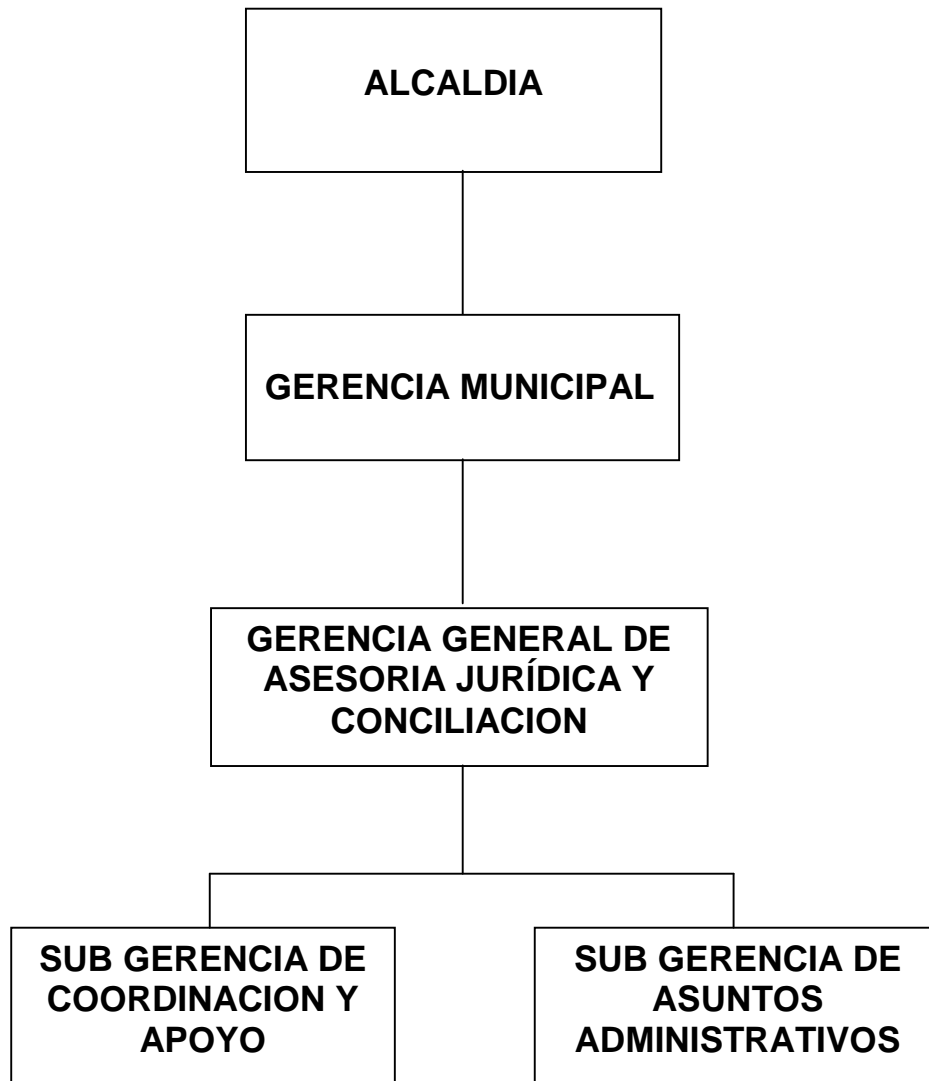 ALCALDIA
GERENCIA MUNICIPAL
GERENCIA GENERAL DE
ASESORIA JURÍDICA Y
CONCILIACION
SUB GERENCIA DE
COORDINACION Y
APOYO
SUB GERENCIA DE
ASUNTOS
ADMINISTRATIVOS